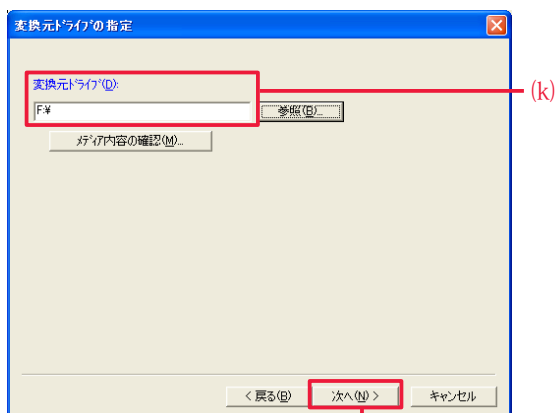 変換元ﾄﾞﾗｲﾌﾞの指定
変換元ﾄﾞﾗｲﾌﾞ(D):
(k)
F:¥ 参照(B)...
ﾒﾃﾞｨｱ内容の確認(M)...
< 戻る(B) 次へ(N) > キャンセル